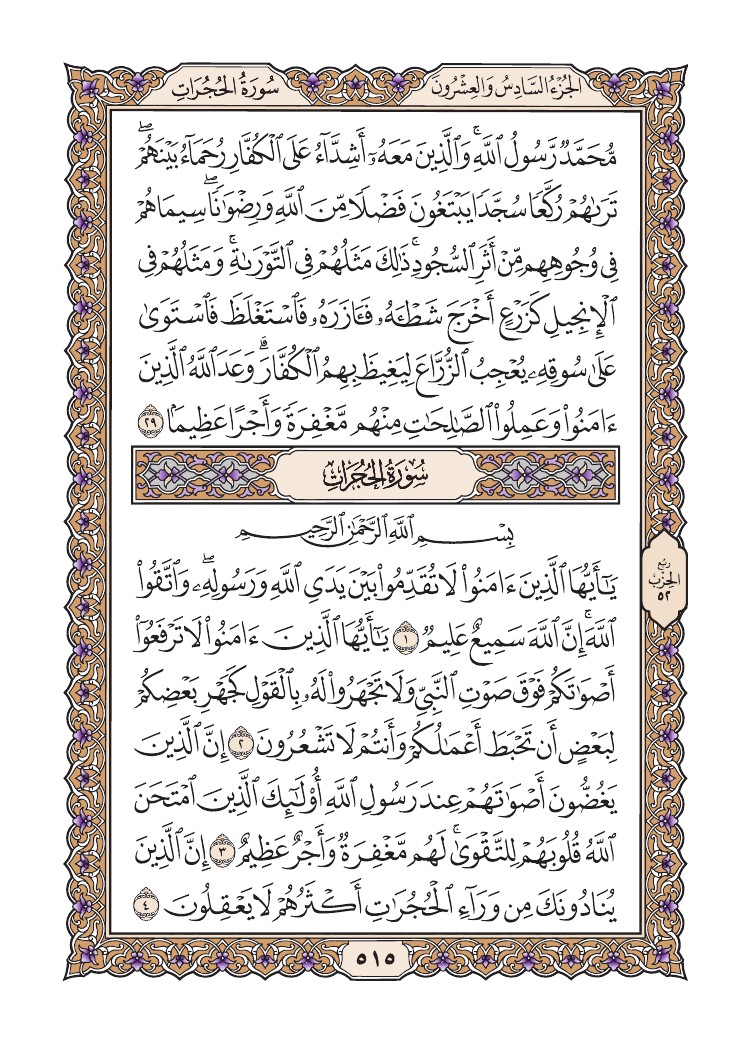 الجُزْءُ السَّادِسُ وَالعِشْرُونَ
سُورَةُ الحُجُرَاتِ
مُّحَمَّدٌ رَّسُولُ ٱللَّهِۚ وَٱلَّذِينَ مَعَهُۥٓ أَشِدَّآءُ عَلَى ٱلْكُفَّارِ رُحَمَآءُ بَيْنَهُمْۖ
تَرَىٰهُمْ رُكَّعًا سُجَّدًا يَبْتَغُونَ فَضْلًا مِّنَ ٱللَّهِ وَرِضْوَٰنًاۖ سِيمَاهُمْ
فِى وُجُوهِهِم مِّنْ أَثَرِ ٱلسُّجُودِۚ ذَٰلِكَ مَثَلُهُمْ فِى ٱلتَّوْرَىٰةِۚ وَمَثَلُهُمْ فِى
ٱلْإِنجِيلِ كَزَرْعٍ أَخْرَجَ شَطْـَٔهُۥ فَـَٔازَرَهُۥ فَٱسْتَغْلَظَ فَٱسْتَوَىٰ
عَلَىٰ سُوقِهِۦ يُعْجِبُ ٱلزُّرَّاعَ لِيَغِيظَ بِهِمُ ٱلْكُفَّارَۗ وَعَدَ ٱللَّهُ ٱلَّذِينَ
ءَامَنُوا۟ وَعَمِلُوا۟ ٱلصَّٰلِحَٰتِ مِنْهُم مَّغْفِرَةً وَأَجْرًا عَظِيمًۢا ٢٩
سُورَةُ الحُجُرَاتِ
بِسْمِ ٱللَّهِ ٱلرَّحْمَٰنِ ٱلرَّحِيمِ
يَٰٓأَيُّهَا ٱلَّذِينَ ءَامَنُوا۟ لَا تُقَدِّمُوا۟ بَيْنَ يَدَىِ ٱللَّهِ وَرَسُولِهِۦۖ وَٱتَّقُوا۟
ٱللَّهَۚ إِنَّ ٱللَّهَ سَمِيعٌ عَلِيمٌ ١ يَٰٓأَيُّهَا ٱلَّذِينَ ءَامَنُوا۟ لَا تَرْفَعُوٓا۟
أَصْوَٰتَكُمْ فَوْقَ صَوْتِ ٱلنَّبِىِّ وَلَا تَجْهَرُوا۟ لَهُۥ بِٱلْقَوْلِ كَجَهْرِ بَعْضِكُمْ
لِبَعْضٍ أَن تَحْبَطَ أَعْمَٰلُكُمْ وَأَنتُمْ لَا تَشْعُرُونَ ٢ إِنَّ ٱلَّذِينَ
يَغُضُّونَ أَصْوَٰتَهُمْ عِندَ رَسُولِ ٱللَّهِ أُو۟لَٰٓئِكَ ٱلَّذِينَ ٱمْتَحَنَ
ٱللَّهُ قُلُوبَهُمْ لِلتَّقْوَىٰۚ لَهُم مَّغْفِرَةٌ وَأَجْرٌ عَظِيمٌ ٣ إِنَّ ٱلَّذِينَ
يُنَادُونَكَ مِن وَرَآءِ ٱلْحُجُرَٰتِ أَكْثَرُهُمْ لَا يَعْقِلُونَ ٤
رُبْع
الحِزْب
٥٢
٥١٥